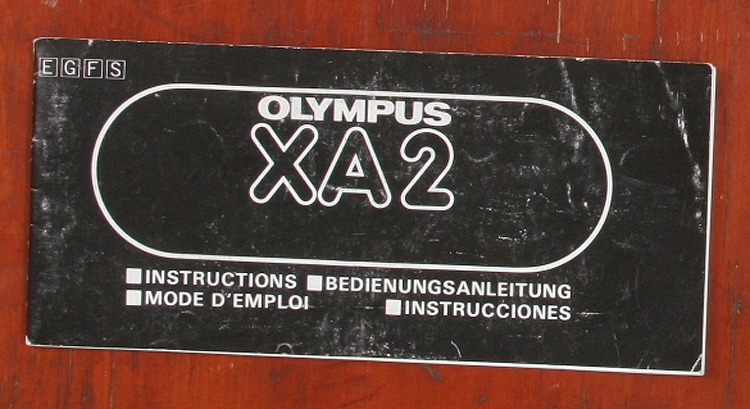 EGFS
OLYMPUS
XA2
■INSTRUCTIONS ■BEDIENUNGSANLEITUNG
■MODE D'EMPLOI ■INSTRUCCIONES